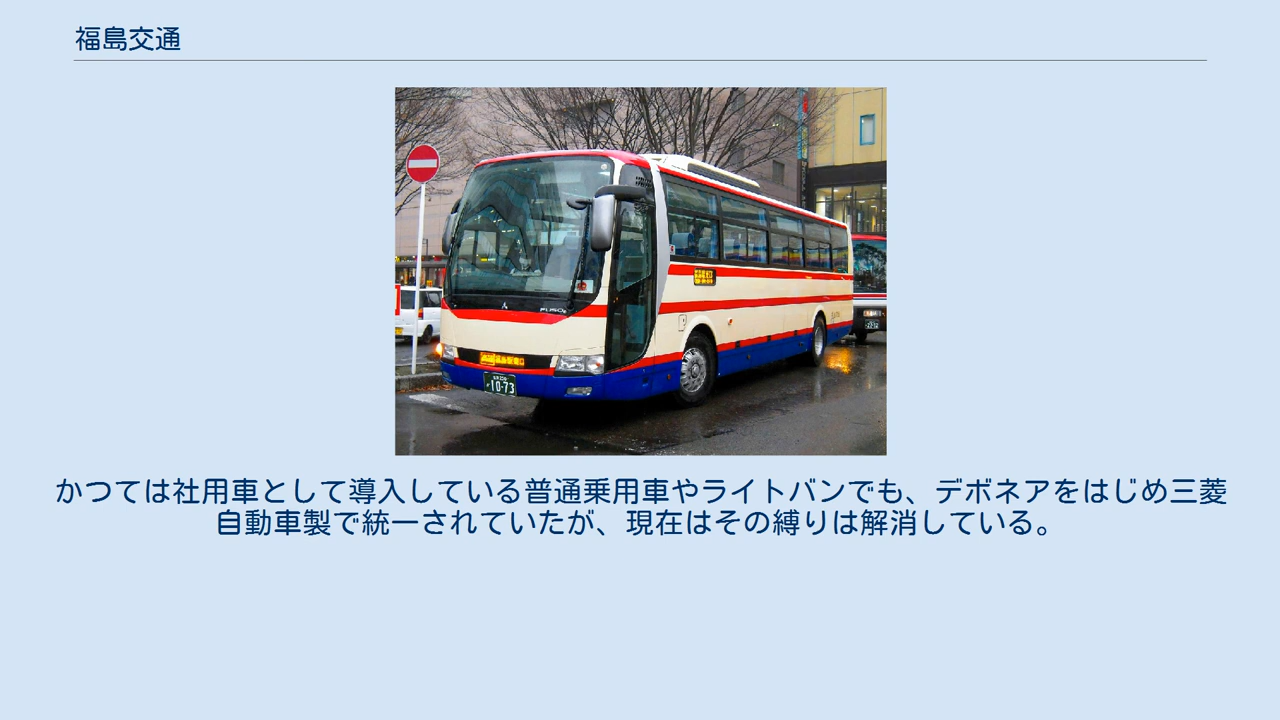 福島交通
FUSO
10-73
かつては社用車として導入している普通乗用車やライトバンでも、デボネアをはじめ三菱
自動車製で統一されていたが、現在はその縛りは解消している。